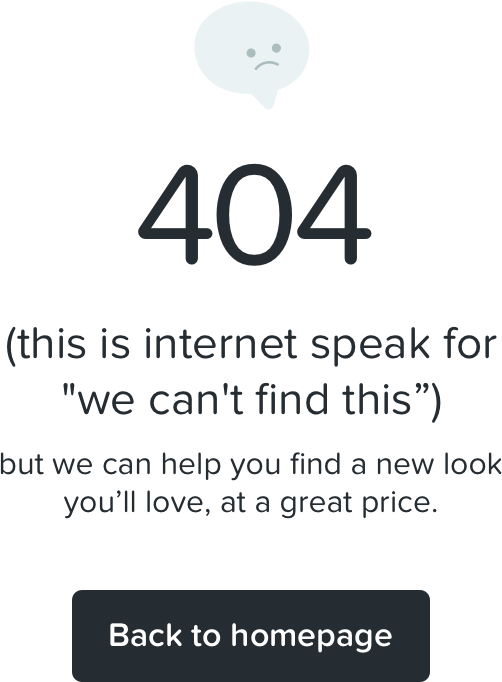 404
(this is internet speak for
"we can't find this”)
but we can help you find a new look
you’ll love, at a great price.
Back to homepage